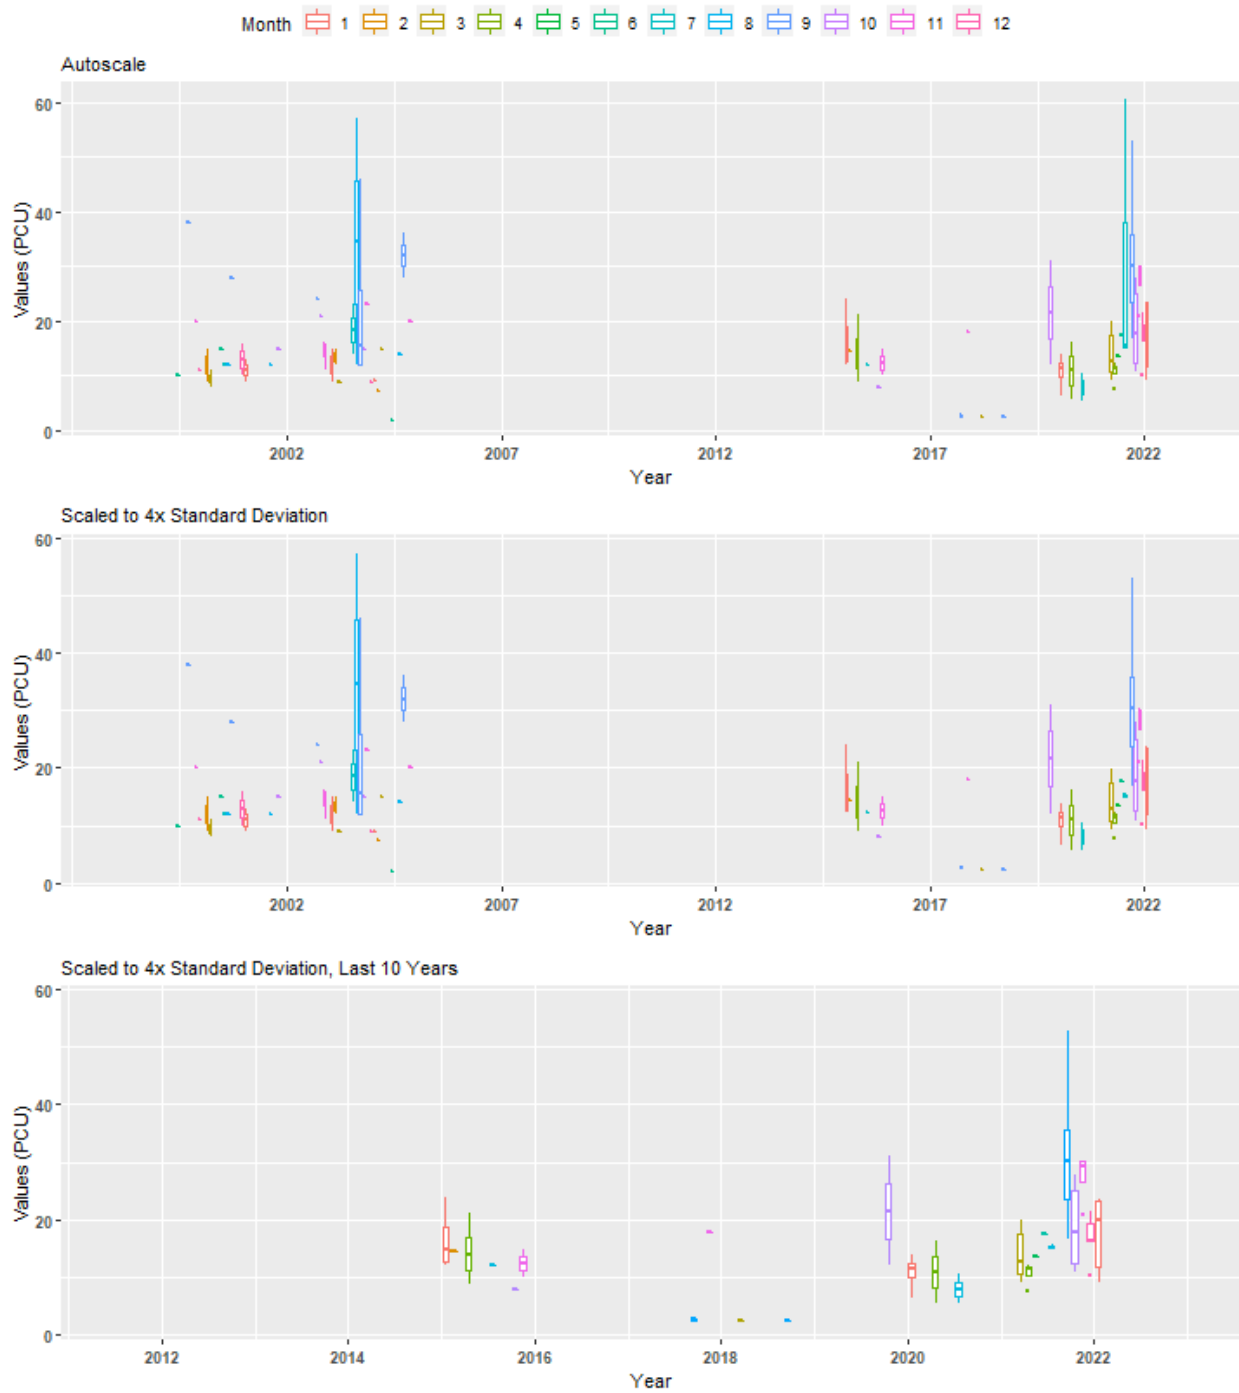 Month 1 2 3 4 5 6 7 8 9 10 11 12
Autoscale
Values (PCU)
60
40
20
0
2002 2007 2012 2017 2022
Year
Scaled to 4x Standard Deviation
Values (PCU)
60
40
20
0
2002 2007 2012 2017 2022
Year
Scaled to 4x Standard Deviation, Last 10 Years
Values (PCU)
60
40
20
0
2012 2014 2016 2018 2020 2022
Year